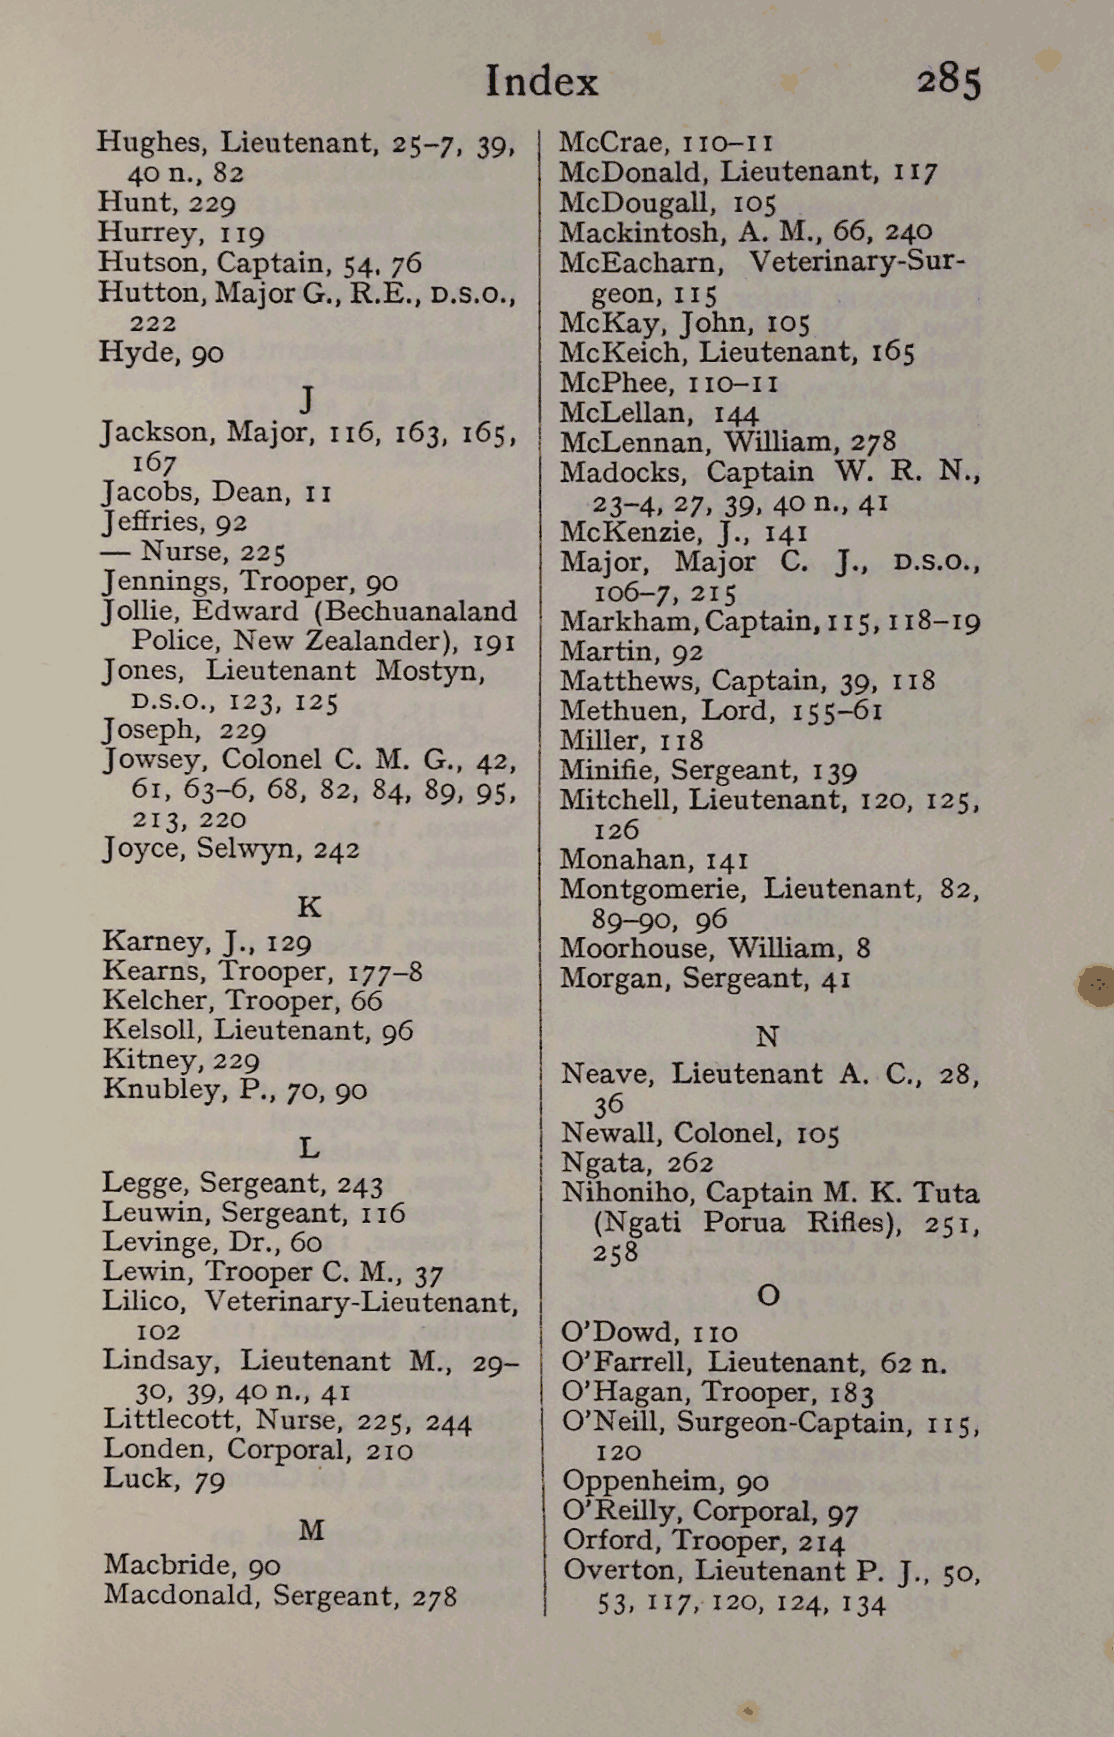 Index 285
Hughes, Lieutenant, 25–7, 39,
40 n., 82
Hunt, 229
Hurrey, 119
Hutson, Captain, 54, 76
Hutton, Major G., R.E., D.S.O.,
222
Hyde, 90
J
Jackson, Major, 116, 163, 165,
167
Jacobs, Dean, 11
Jeffries, 92
— Nurse, 225
Jennings, Trooper, 90
Jollie, Edward (Bechuanaland
Police, New Zealander), 191
Jones, Lieutenant Mostyn,
D.S.O., 123, 125
Joseph, 229
Jowsey, Colonel C. M. G., 42,
61, 63–6, 68, 82, 84, 89, 95,
213, 220
Joyce, Selwyn, 242
K
Karney, J., 129
Kearns, Trooper, 177–8
Kelcher, Trooper, 66
Kelsoll, Lieutenant, 96
Kitney, 229
Knubley, P., 70, 90
L
Legge, Sergeant, 243
Leuwin, Sergeant, 116
Levinge, Dr., 60
Lewin, Trooper C. M., 37
Lilico, Veterinary-Lieutenant,
102
Lindsay, Lieutenant M., 29–
30, 39, 40 n., 41
Littlecott, Nurse, 225, 244
Londen, Corporal, 210
Luck, 79
M
Macbride, 90
Macdonald, Sergeant, 278
McCrae, 110–11
McDonald, Lieutenant, 117
McDougall, 105
Mackintosh, A. M., 66, 240
McEacharn, Veterinary-Sur-
geon, 115
McKay, John, 105
McKeich, Lieutenant, 165
McPhee, 110–11
McLellan, 144
McLennan, William, 278
Madocks, Captain W. R. N.,
23–4, 27, 39, 40 n., 41
McKenzie, J., 141
Major, Major C. J., D.S.O.,
106–7, 215
Markham, Captain, 115, 118–19
Martin, 92
Matthews, Captain, 39, 118
Methuen, Lord, 155–61
Miller, 118
Minifie, Sergeant, 139
Mitchell, Lieutenant, 120, 125,
126
Monahan, 141
Montgomerie, Lieutenant, 82,
89–90, 96
Moorhouse, William, 8
Morgan, Sergeant, 41
N
Neave, Lieutenant A. C., 28,
36
Newall, Colonel, 105
Ngata, 262
Nihoniho, Captain M. K. Tuta
(Ngati Porua Rifles), 251,
258
O
O'Dowd, 110
O'Farrell, Lieutenant, 62 n.
O'Hagan, Trooper, 183
O'Neill, Surgeon-Captain, 115,
120
Oppenheim, 90
O'Reilly, Corporal, 97
Orford, Trooper, 214
Overton, Lieutenant P. J., 50,
53, 117, 120, 124, 134